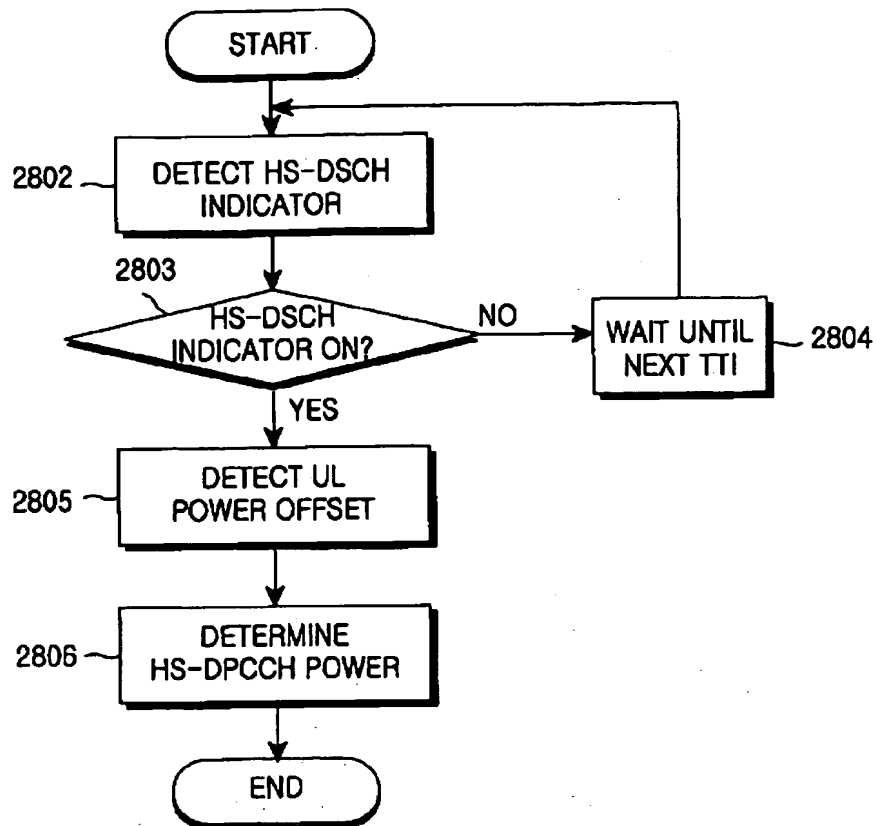 START
2802
DETECT HS-DSCH
INDICATOR
2803
HS-DSCH
INDICATOR ON?
NO
WAIT UNTIL
NEXT TTI
2804
YES
2805
DETECT UL
POWER OFFSET
2806
DETERMINE
HS-DPCCH POWER
END